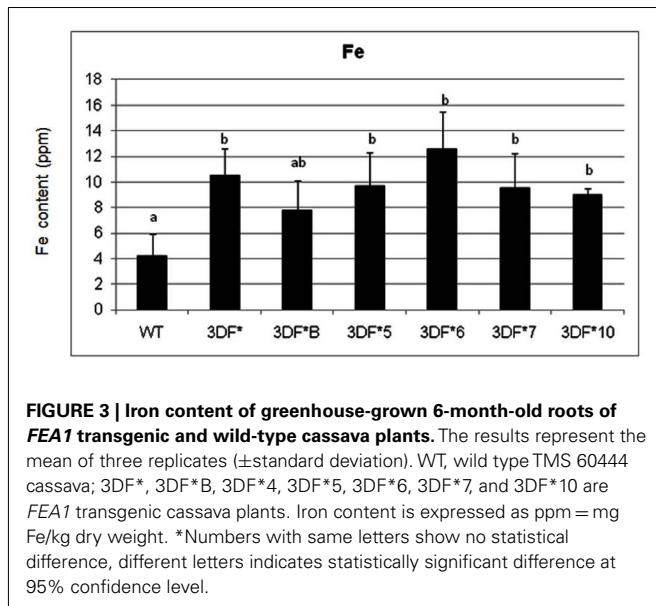 Fe
18
16
14
12
10
8
6
4
2
0
Fe content (ppm)
a
b
ab
b
b
b
b
WT 3DF* 3DF*B 3DF*5 3DF*6 3DF*7 3DF*10
FIGURE 3 | Iron content of greenhouse-grown 6-month-old roots of
FEA1 transgenic and wild-type cassava plants. The results represent the
mean of three replicates (±standard deviation). WT, wild type TMS 60444
cassava; 3DF*, 3DF*B, 3DF*4, 3DF*5, 3DF*6, 3DF*7, and 3DF*10 are
FEA1 transgenic cassava plants. Iron content is expressed as ppm = mg
Fe/kg dry weight. *Numbers with same letters show no statistical
difference, different letters indicates statistically significant difference at
95% confidence level.